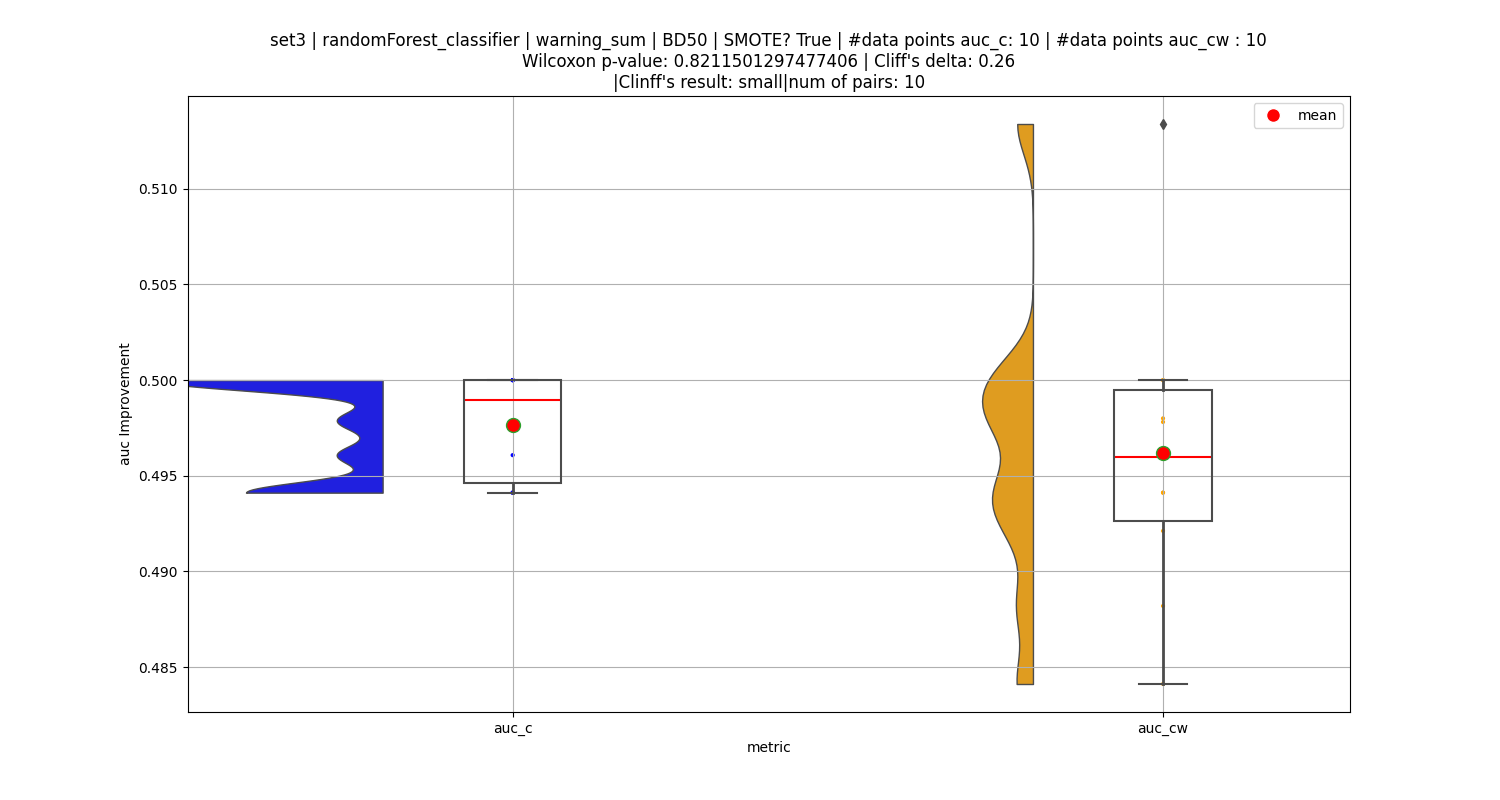 set3 | randomForest_classifier | warning_sum | BD50 | SMOTE? True | #data points auc_c: 10 | #data points auc_cw : 10
Wilcoxon p-value: 0.8211501297477406 | Cliff's delta: 0.26
|Clinff's result: small|num of pairs: 10
mean
0.510
0.505
0.500
0.495
0.490
0.485
auc Improvement
auc_c
auc_cw
metric